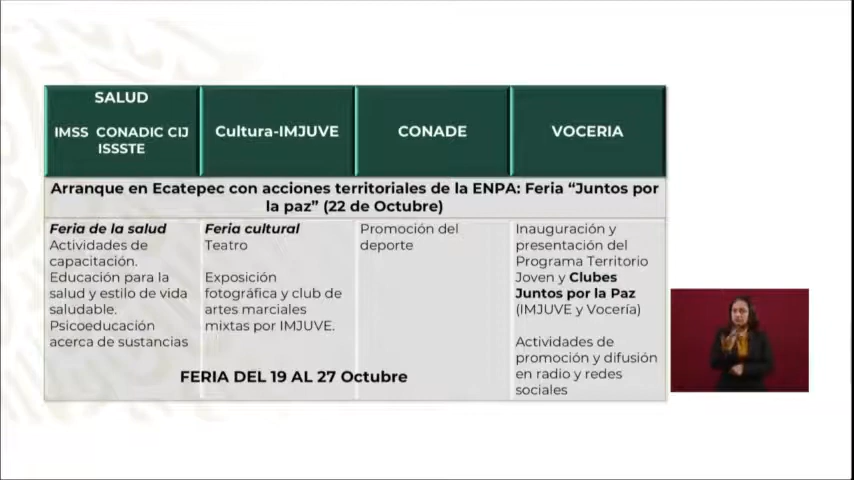 SALUD
IMSS CONADIC CIJ
ISSSTE
Cultura-IMJUVE
CONADE
VOCERIA
Arranque en Ecatepec con acciones territoriales de la ENPA: Feria “Juntos por
la paz” (22 de Octubre)
Feria de la salud
Actividades de
capacitación.
Educación para la
salud y estilo de vida
saludable.
Psicoeducación
acerca de sustancias
Feria cultural
Teatro
Exposición
fotográfica y club de
artes marciales
mixtas por IMJUVE.
Promoción del
deporte
Inauguración y
presentación del
Programa Territorio
Joven y Clubes
Juntos por la Paz
(IMJUVE y Vocería)
Actividades de
promoción y difusión
en radio y redes
sociales
FERIA DEL 19 AL 27 Octubre